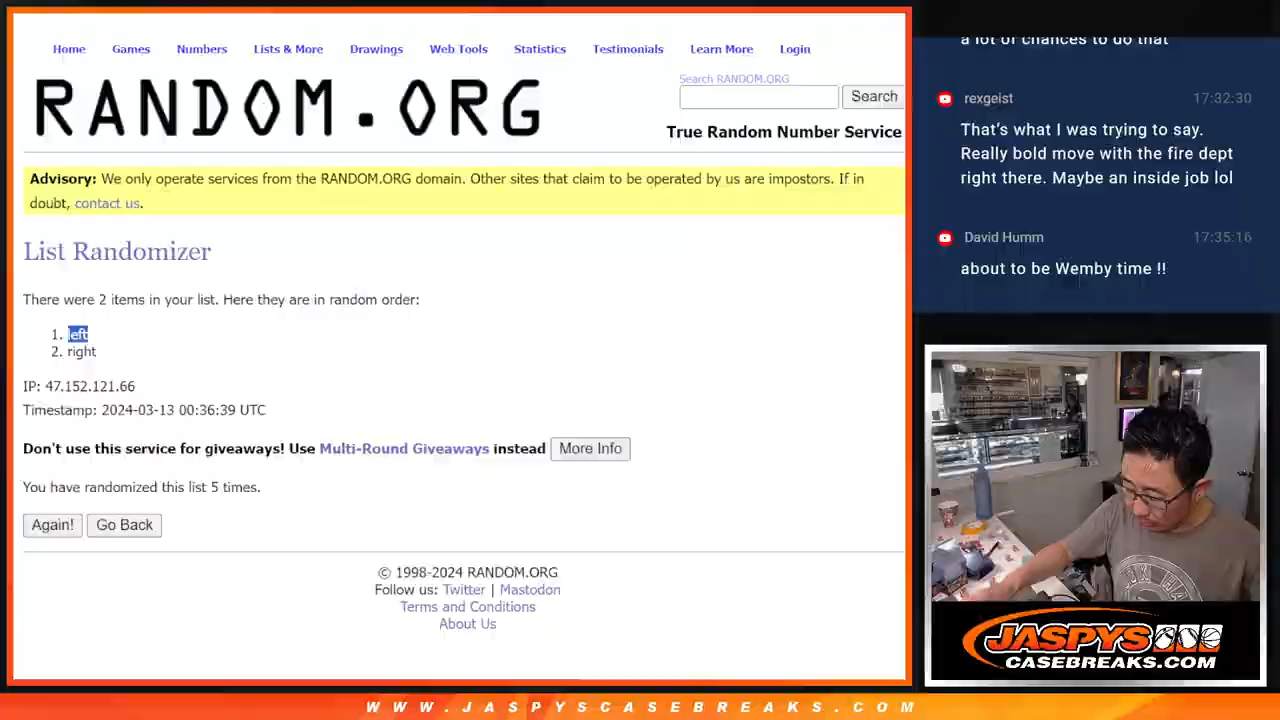 Home Games Numbers Lists & More Drawings Web Tools Statistics Testimonials Learn More Login
RANDOM.ORG
Search RANDOM.ORG
Search
True Random Number Service
Advisory: We only operate services from the RANDOM.ORG domain. Other sites that claim to be operated by us are impostors. If in
doubt, contact us.
List Randomizer
There were 2 items in your list. Here they are in random order:
1. left
2. right
IP: 47.152.121.66
Timestamp: 2024-03-13 00:36:39 UTC
Don't use this service for giveaways! Use Multi-Round Giveaways instead More Info
You have randomized this list 5 times.
Again! Go Back
© 1998-2024 RANDOM.ORG
Follow us: Twitter | Mastodon
Terms and Conditions
About Us
a lot of chances to do that
rexgeist 17:32:30
That's what I was trying to say.
Really bold move with the fire dept
right there. Maybe an inside job lol
David Humm 17:35:16
about to be Wemby time !!
JASPYS
CASEBREAKS.COM
WWW.JASPYSCASEBREAKS.COM